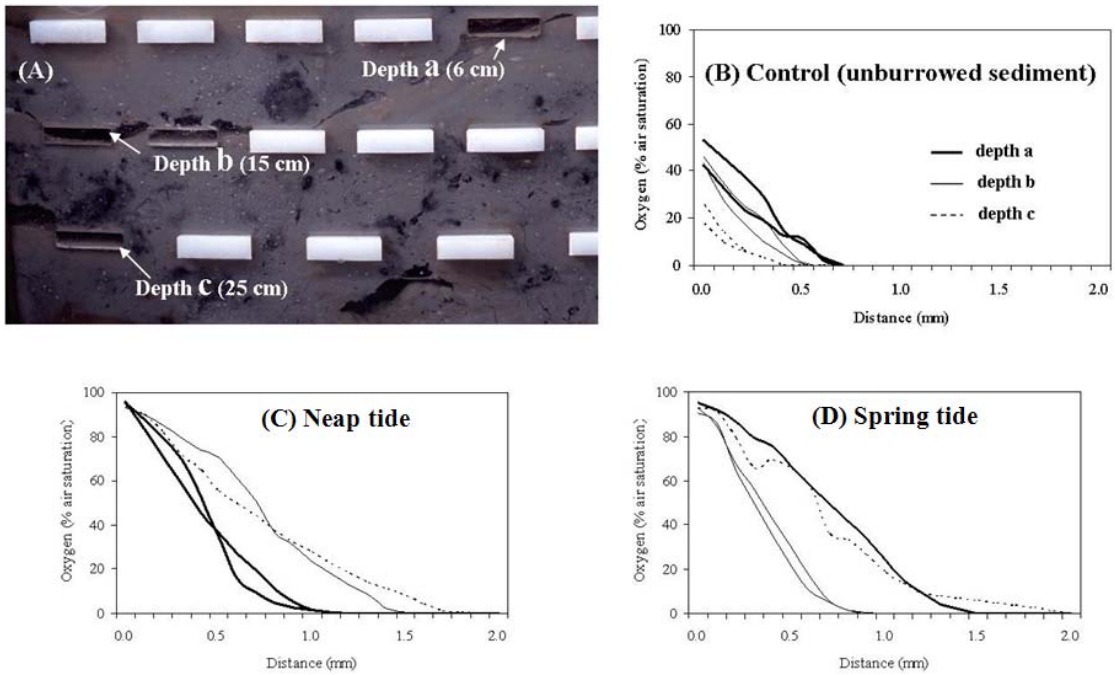 (A)
Depth a (6 cm)
Depth b (15 cm)
Depth c (25 cm)
(B) Control (unburrowed sediment)
Oxygen (% air saturation)
100
80
60
40
20
0
depth a
depth b
depth c
0.0 0.5 1.0 1.5 2.0
Distance (mm)
(C) Neap tide
Oxygen (% air saturation)
100
80
60
40
20
0
0.0 0.5 1.0 1.5 2.0
Distance (mm)
(D) Spring tide
Oxygen (% air saturation)
100
80
60
40
20
0
0.0 0.5 1.0 1.5 2.0
Distance (mm)